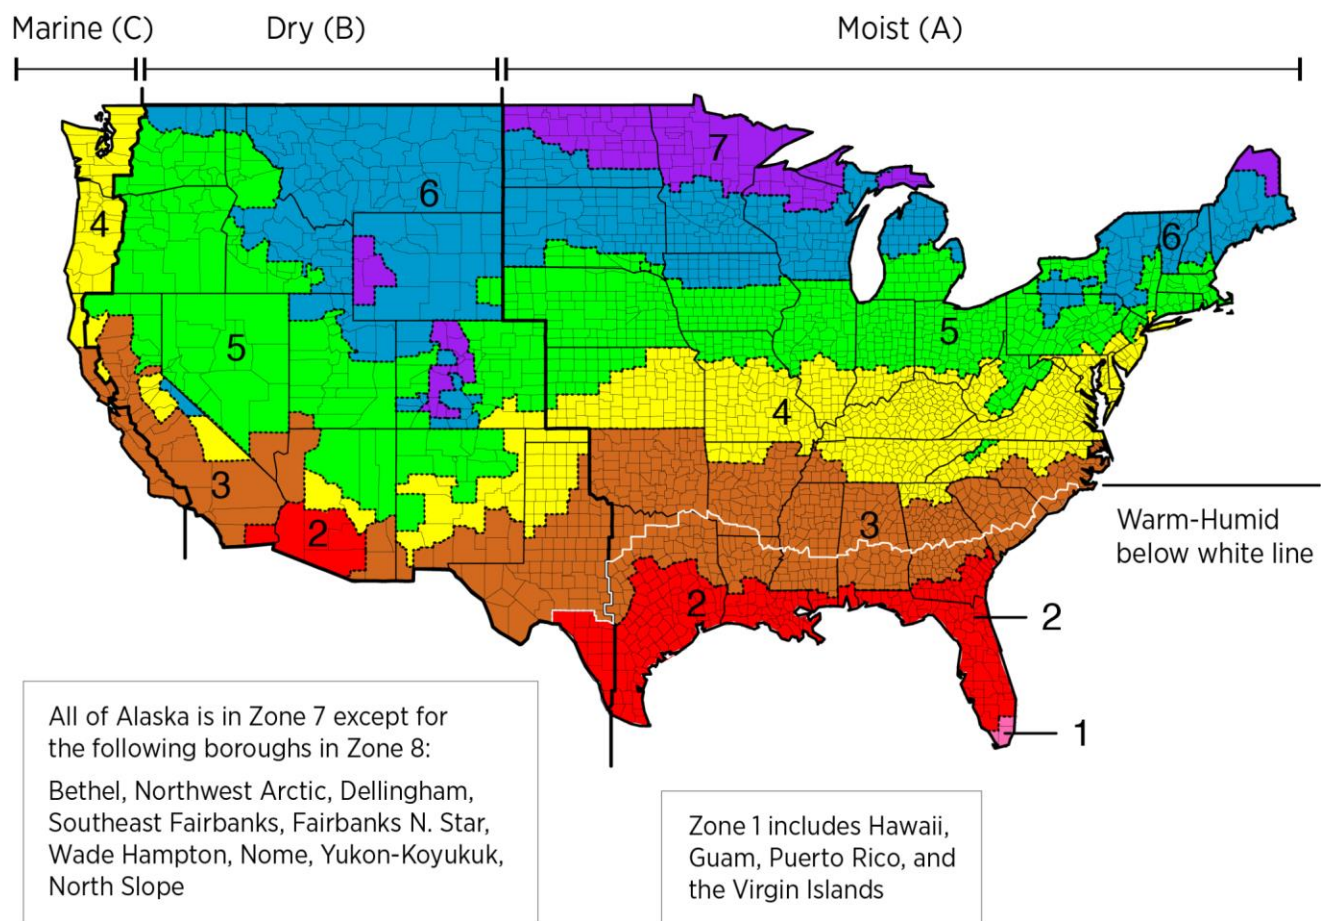 Marine (C)
Dry (B)
Moist (A)
7
6
4
6
5
5
4
3
3
2
2
Warm-Humid
below white line
2
1
All of Alaska is in Zone 7 except for
the following boroughs in Zone 8:
Bethel, Northwest Arctic, Dellingham,
Southeast Fairbanks, Fairbanks N. Star,
Wade Hampton, Nome, Yukon-Koyukuk,
North Slope
Zone 1 includes Hawaii,
Guam, Puerto Rico, and
the Virgin Islands